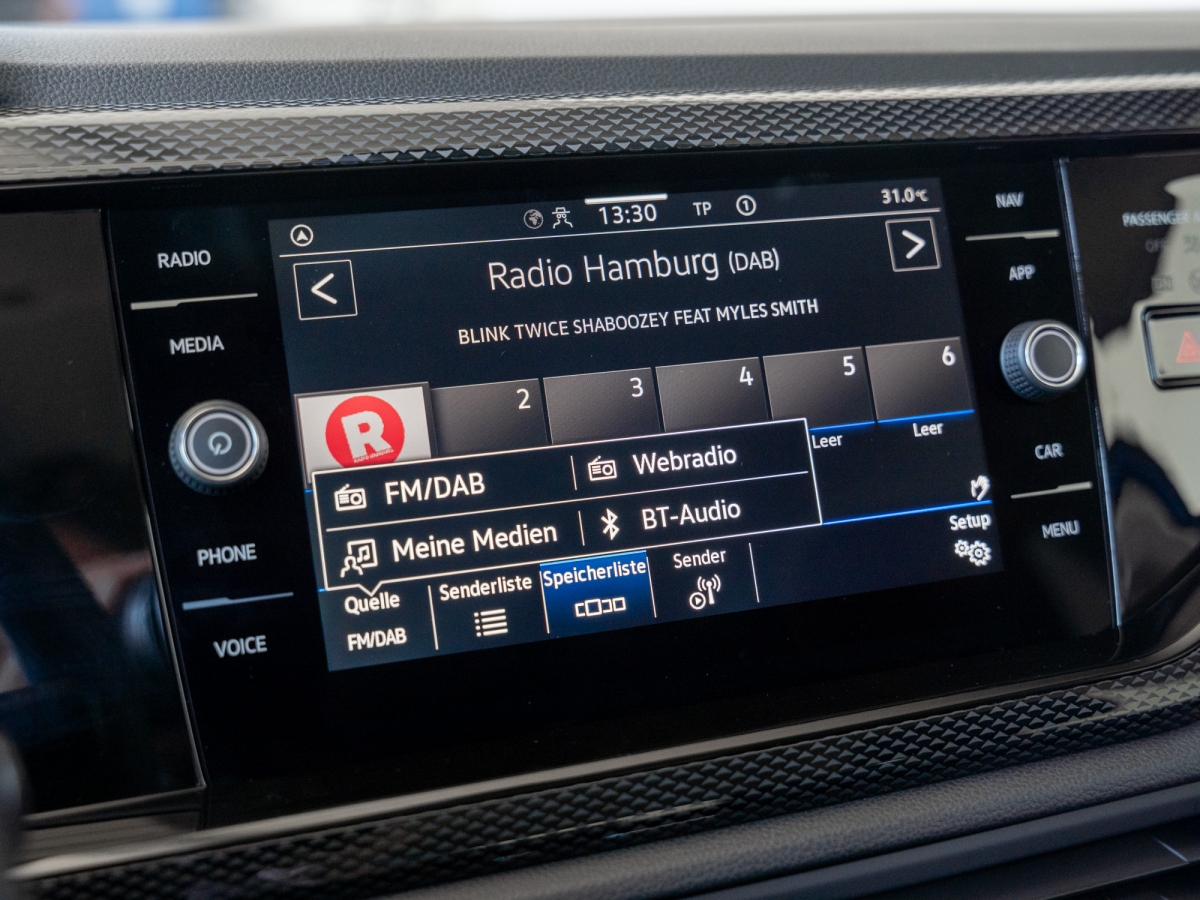 13:30 TP 1 31.0°C
Radio Hamburg (DAB)
BLINK TWICE SHABOOZEY FEAT MYLES SMITH
R 2 3 4 5 6
Leer Leer
FM/DAB Webradio
Meine Medien BT-Audio
Quelle Senderliste Speicherliste Sender Setup
FM/DAB
RADIO
MEDIA
PHONE
VOICE
NAV
APP
CAR
MENU
PASSENGER